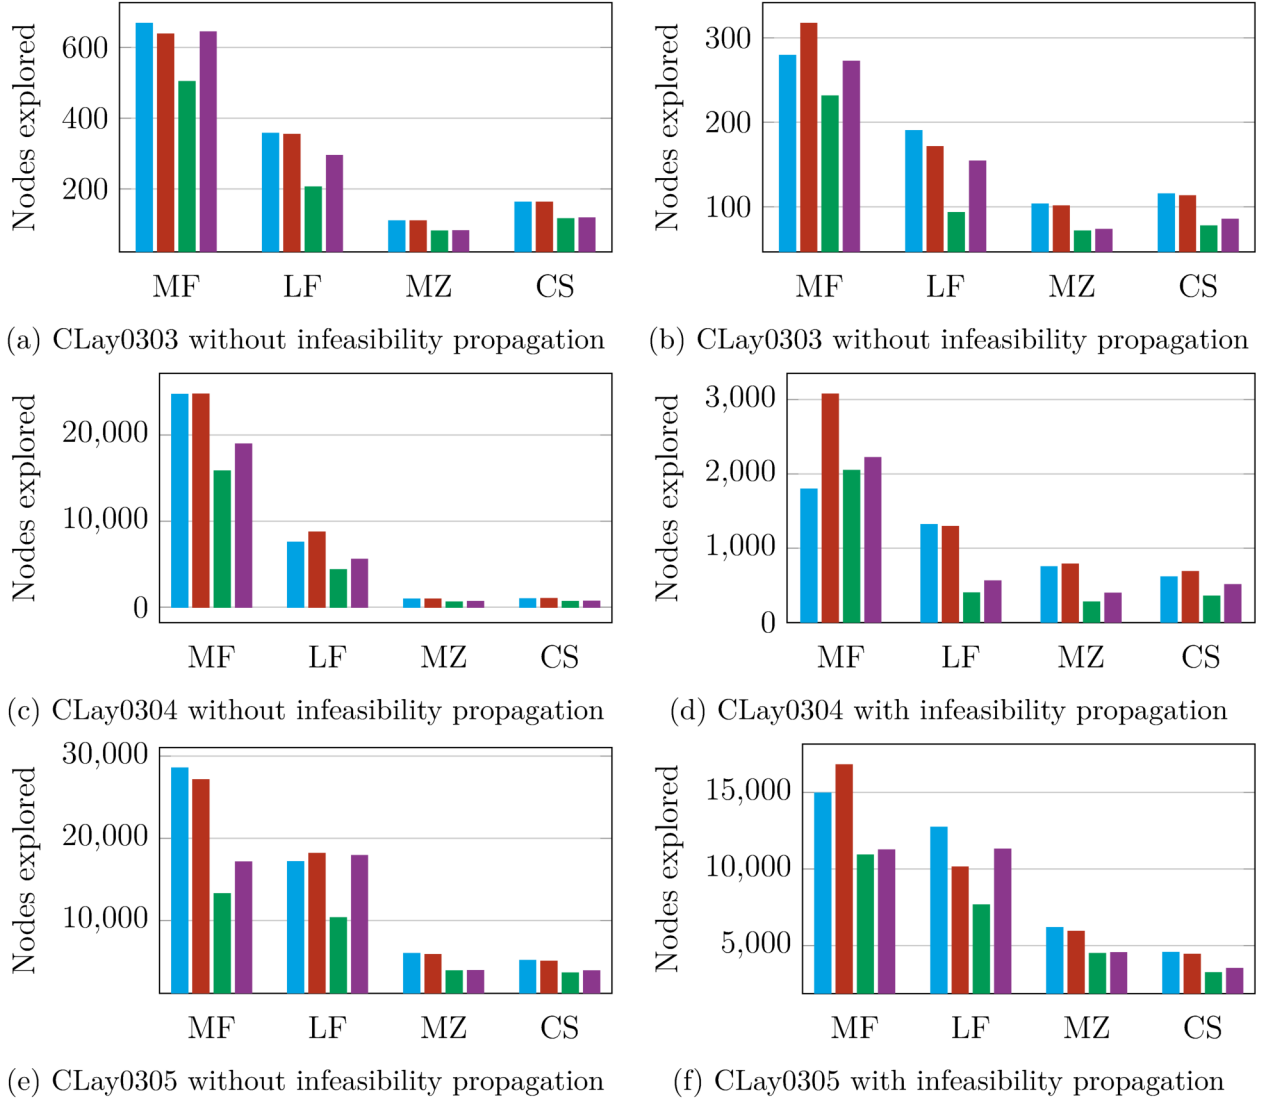 Nodes explored
600
400
200
MF LF MZ CS
(a) CLay0303 without infeasibility propagation
Nodes explored
300
200
100
MF LF MZ CS
(b) CLay0303 without infeasibility propagation
Nodes explored
20,000
10,000
0
MF LF MZ CS
(c) CLay0304 without infeasibility propagation
Nodes explored
3,000
2,000
1,000
0
MF LF MZ CS
(d) CLay0304 with infeasibility propagation
Nodes explored
30,000
20,000
10,000
MF LF MZ CS
(e) CLay0305 without infeasibility propagation
Nodes explored
15,000
10,000
5,000
MF LF MZ CS
(f) CLay0305 with infeasibility propagation